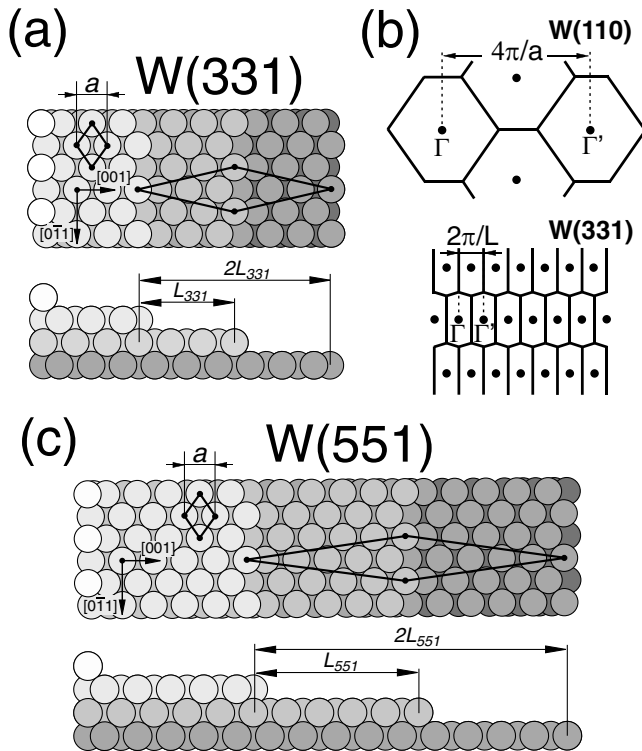 (a)
W(331)
a
[001]
[01̄1]
2L331
L331
(b)
W(110)
4π/a
Γ
Γ'
W(331)
2π/L
Γ
Γ'
(c)
W(551)
a
[001]
[01̄1]
2L551
L551